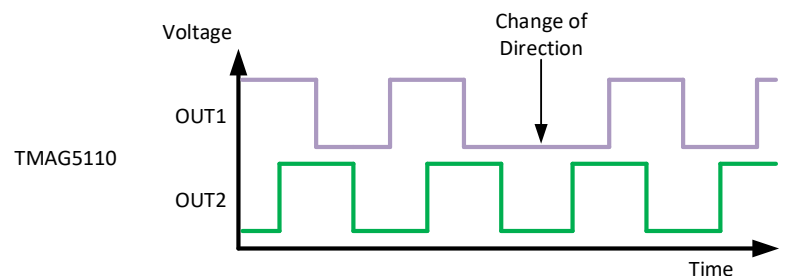 Voltage
Change of
Direction
OUT1
TMAG5110
OUT2
Time